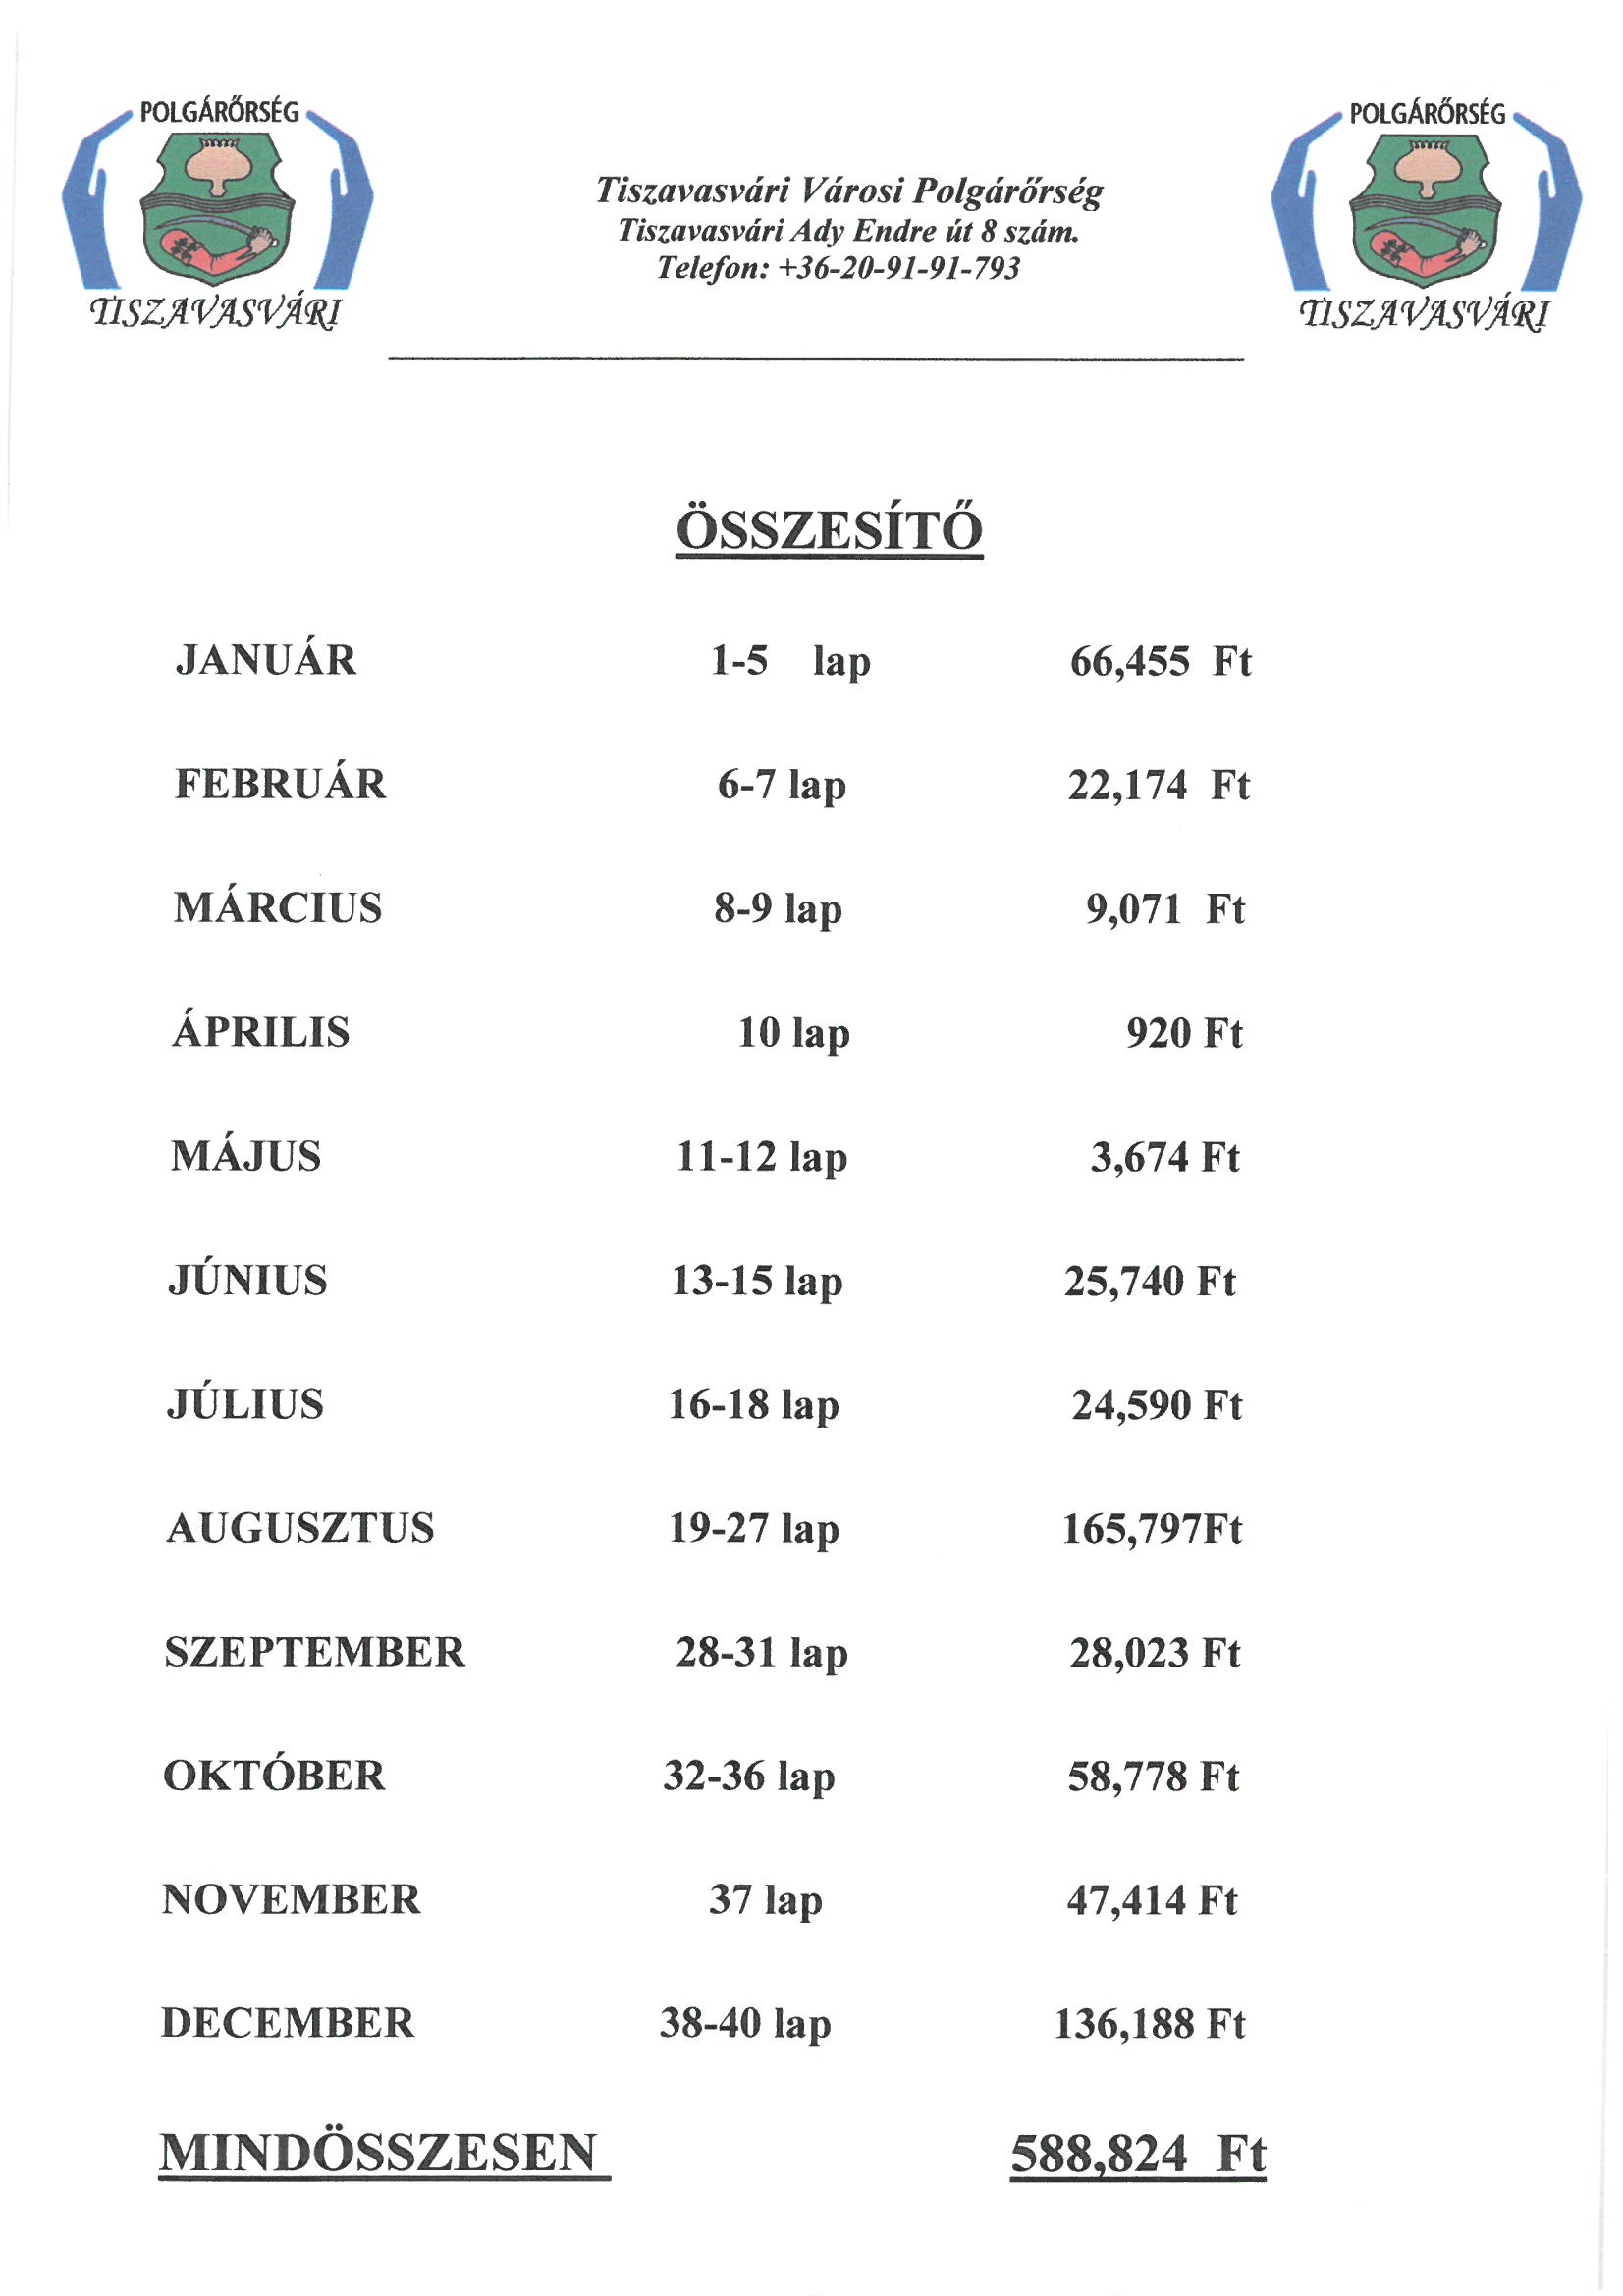 POLGÁRŐRSÉG
TISZAVASVÁRI
Tiszavasvári Városi Polgárőrség
Tiszavasvári Ady Endre út 8 szám.
Telefon: +36-20-91-91-793
POLGÁRŐRSÉG
TISZAVASVÁRI
ÖSSZESÍTŐ
JANUÁR 1-5 lap 66,455 Ft
FEBRUÁR 6-7 lap 22,174 Ft
MÁRCIUS 8-9 lap 9,071 Ft
ÁPRILIS 10 lap 920 Ft
MÁJUS 11-12 lap 3,674 Ft
JÚNIUS 13-15 lap 25,740 Ft
JÚLIUS 16-18 lap 24,590 Ft
AUGUSZTUS 19-27 lap 165,797Ft
SZEPTEMBER 28-31 lap 28,023 Ft
OKTÓBER 32-36 lap 58,778 Ft
NOVEMBER 37 lap 47,414 Ft
DECEMBER 38-40 lap 136,188 Ft
MINDÖSSZESEN 588,824 Ft